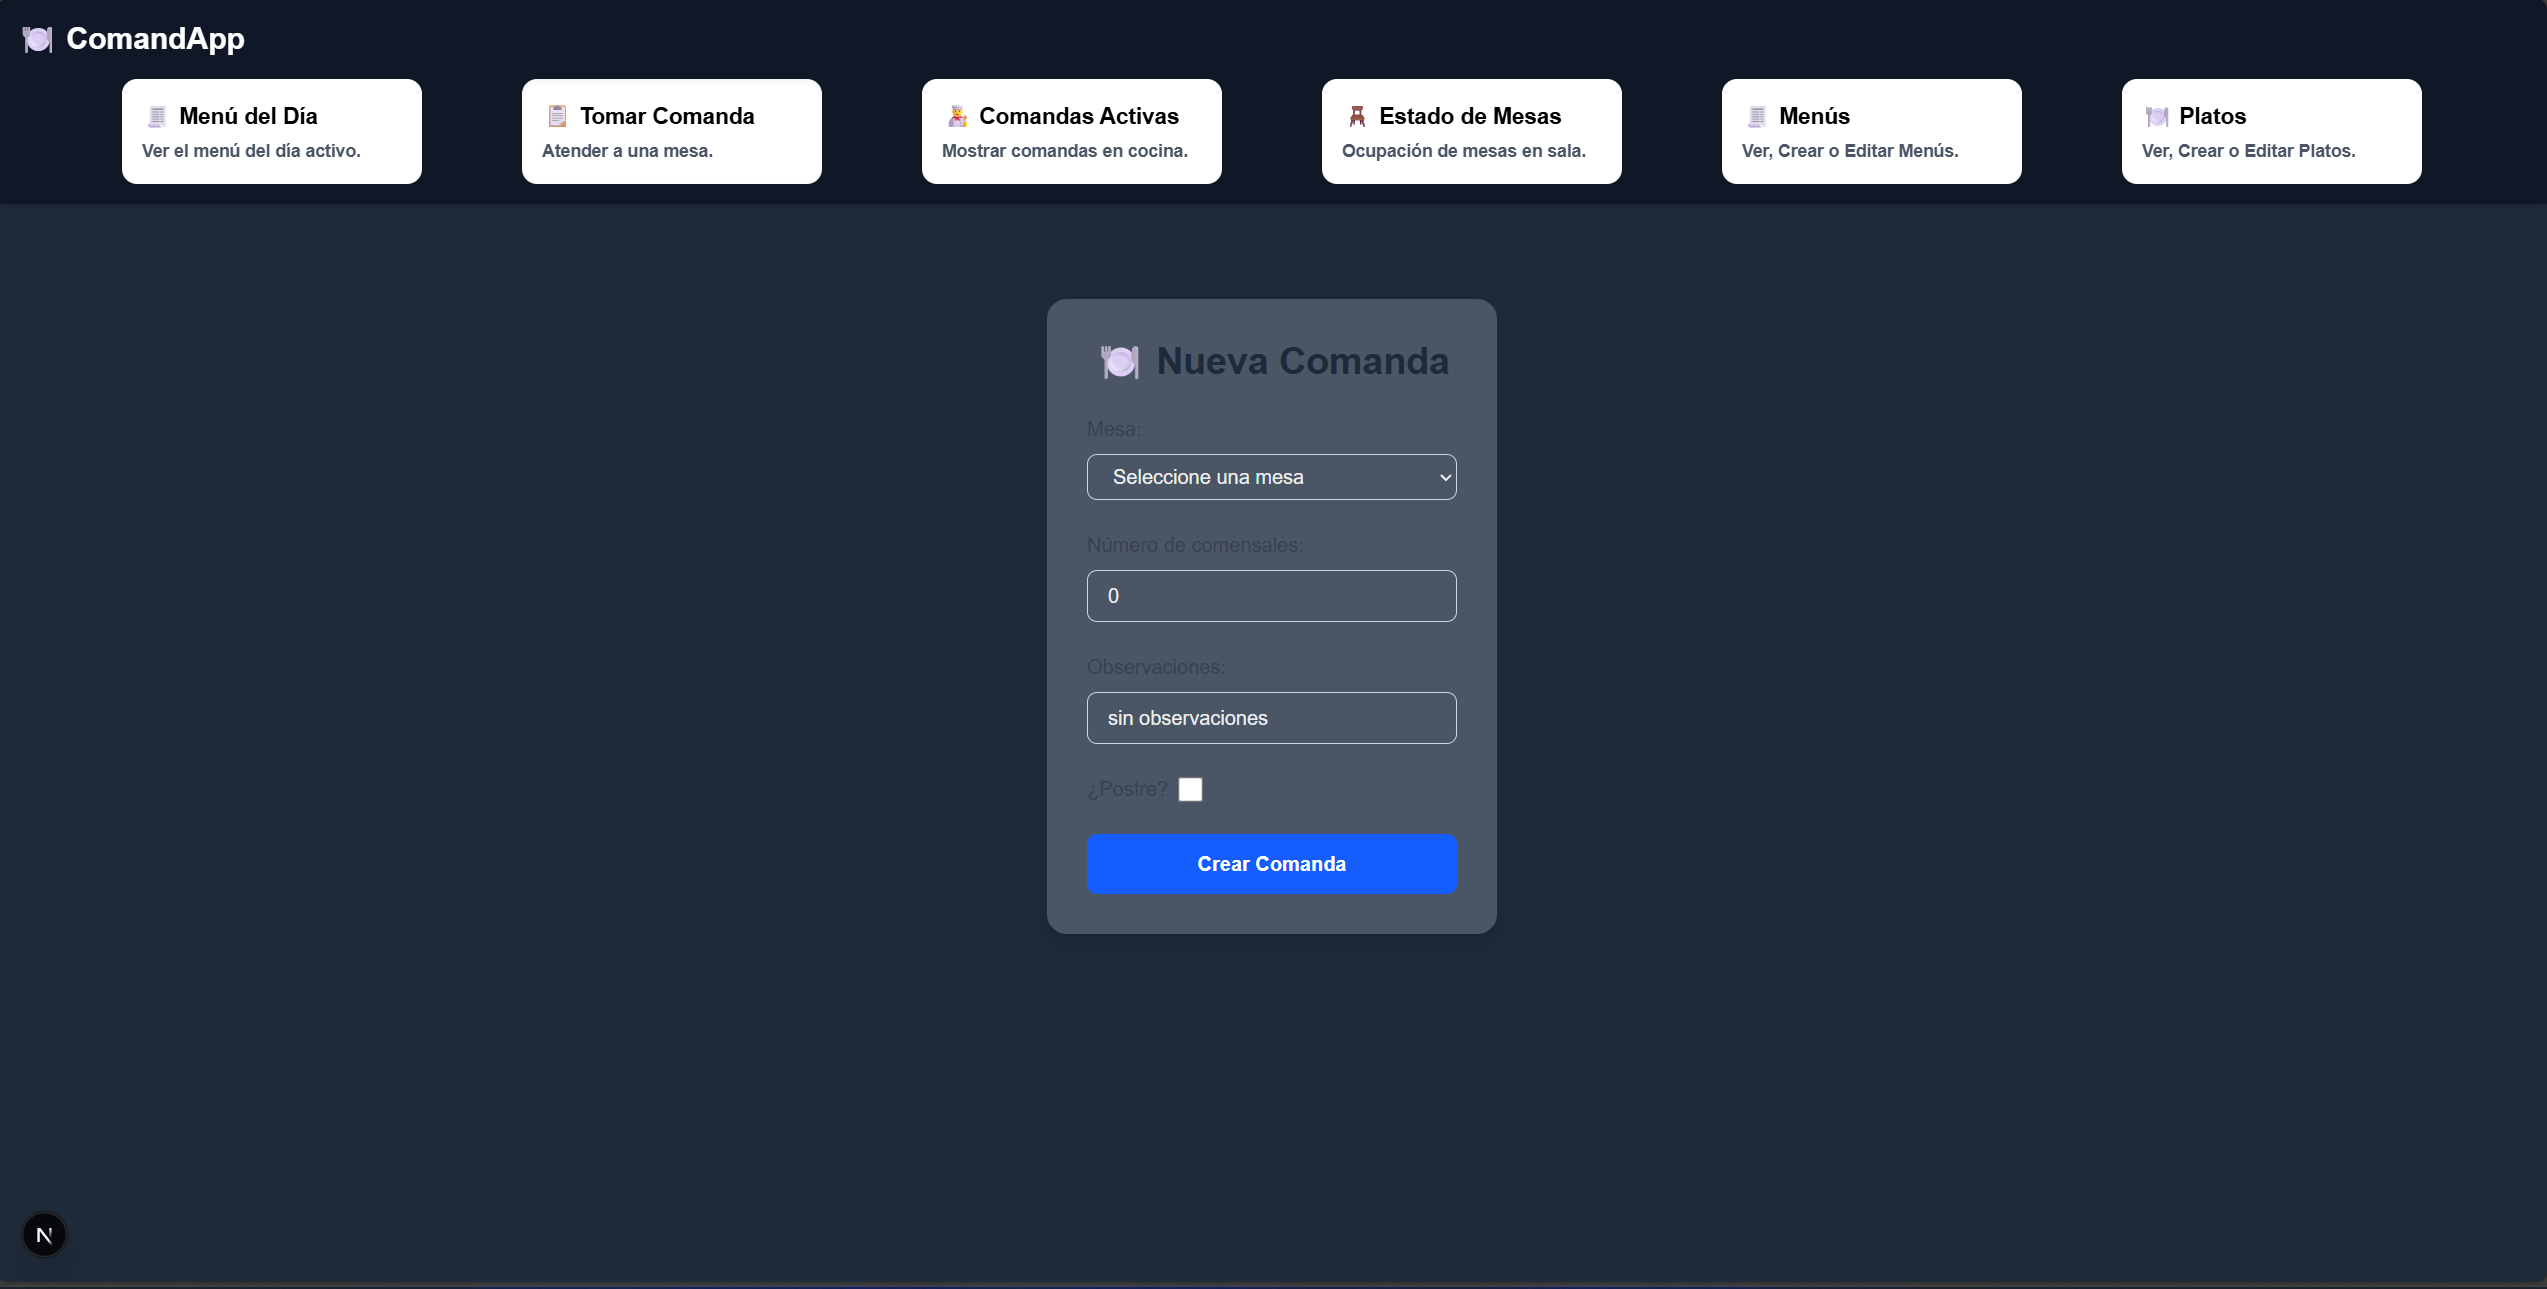 ComandApp
Menú del Día
Ver el menú del día activo.
Tomar Comanda
Atender a una mesa.
Comandas Activas
Mostrar comandas en cocina.
Estado de Mesas
Ocupación de mesas en sala.
Menús
Ver, Crear o Editar Menús.
Platos
Ver, Crear o Editar Platos.
Nueva Comanda
Mesa:
Seleccione una mesa
Número de comensales:
0
Observaciones:
sin observaciones
¿Postre?
Crear Comanda
N